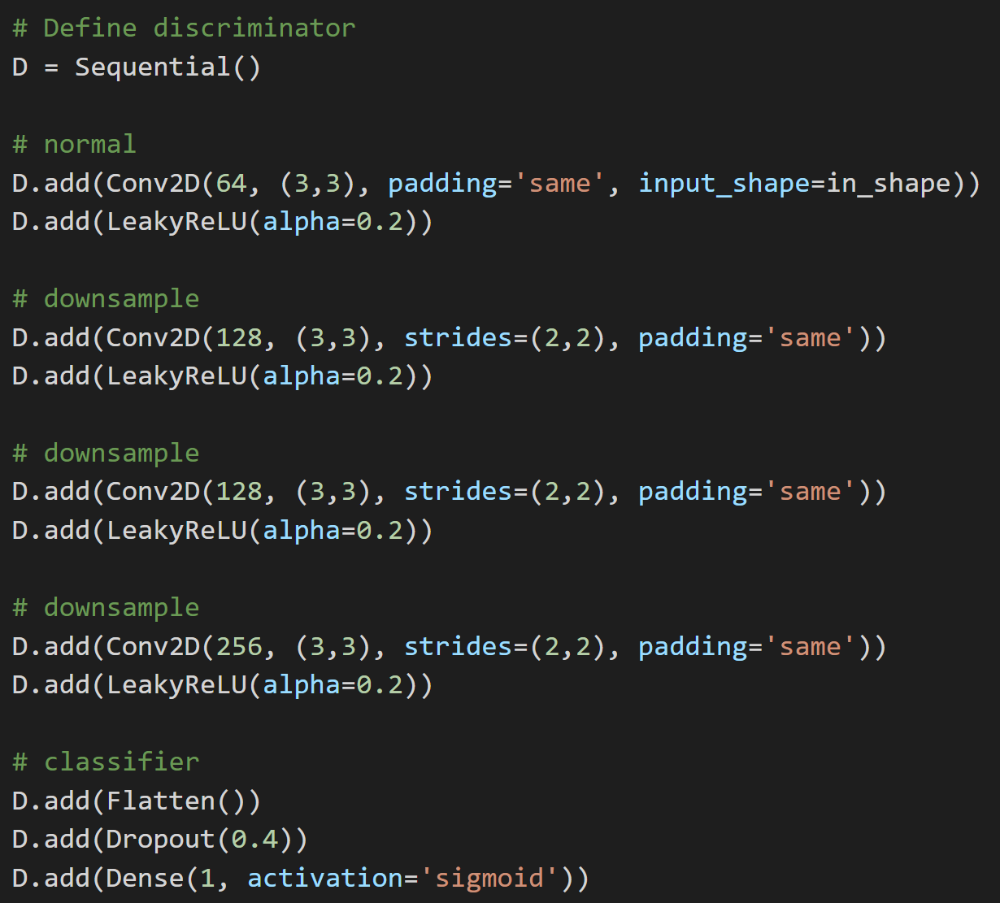 # Define discriminator
D = Sequential()
# normal
D.add(Conv2D(64, (3,3), padding='same', input_shape=in_shape))
D.add(LeakyReLU(alpha=0.2))
# downsample
D.add(Conv2D(128, (3,3), strides=(2,2), padding='same'))
D.add(LeakyReLU(alpha=0.2))
# downsample
D.add(Conv2D(128, (3,3), strides=(2,2), padding='same'))
D.add(LeakyReLU(alpha=0.2))
# downsample
D.add(Conv2D(256, (3,3), strides=(2,2), padding='same'))
D.add(LeakyReLU(alpha=0.2))
# classifier
D.add(Flatten())
D.add(Dropout(0.4))
D.add(Dense(1, activation='sigmoid'))